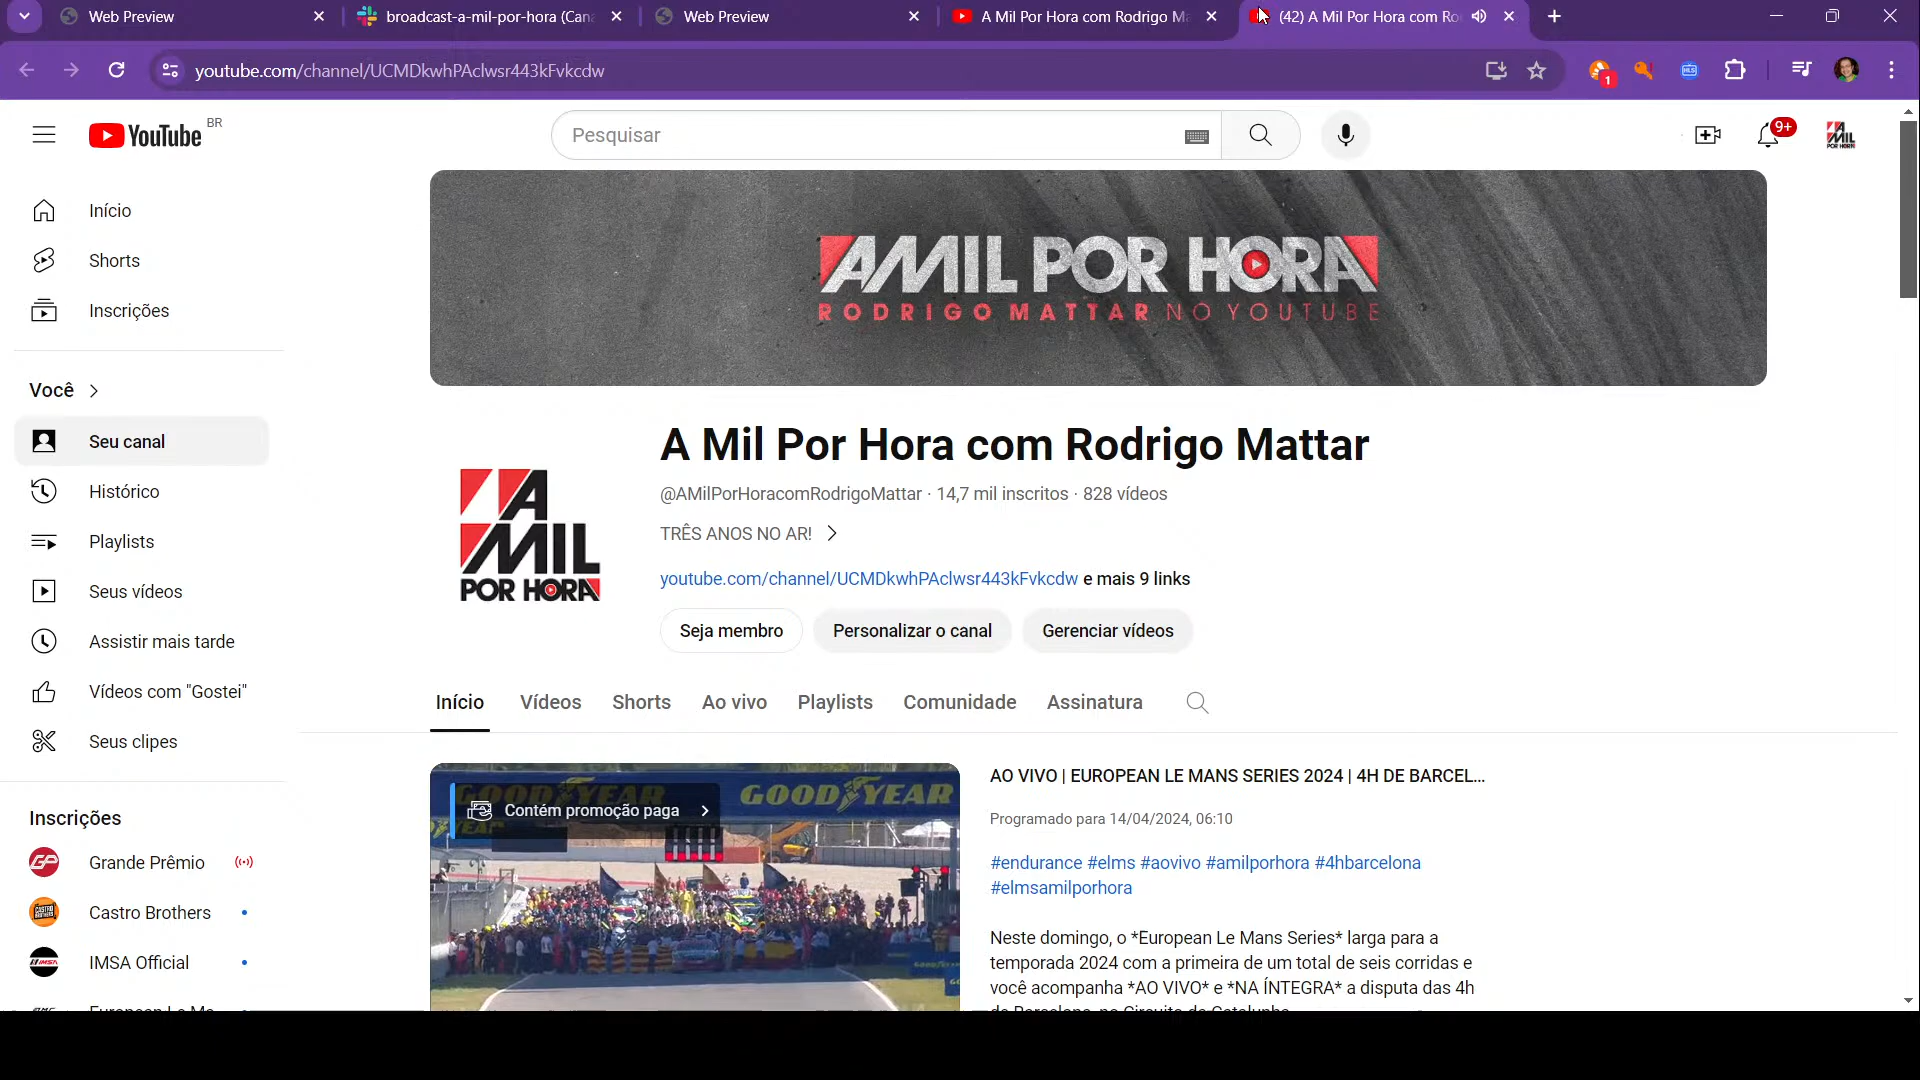 Web Preview
broadcast-a-mil-por-hora (Can
Web Preview
A Mil Por Hora com Rodrigo Ma
(42) A Mil Por Hora com Ro
youtube.com/channel/UCMDkwhPAclwsr443kFvkcdw
1
HLS
YouTube BR
Pesquisar
9+
A MIL POR HORA
Início
Shorts
Inscrições
Você
Seu canal
Histórico
Playlists
Seus vídeos
Assistir mais tarde
Vídeos com "Gostei"
Seus clipes
Inscrições
Grande Prêmio
Castro Brothers
IMSA Official
AMIL POR HORA
RODRIGO MATTAR NO YOUTUBE
A MIL POR HORA
A Mil Por Hora com Rodrigo Mattar
@AMilPorHoracomRodrigoMattar · 14,7 mil inscritos · 828 vídeos
TRÊS ANOS NO AR!
youtube.com/channel/UCMDkwhPAclwsr443kFvkcdw e mais 9 links
Seja membro
Personalizar o canal
Gerenciar vídeos
Início
Vídeos
Shorts
Ao vivo
Playlists
Comunidade
Assinatura
Contém promoção paga
GOODYEAR
AO VIVO | EUROPEAN LE MANS SERIES 2024 | 4H DE BARCEL...
Programado para 14/04/2024, 06:10
#endurance #elms #aovivo #amilporhora #4hbarcelona
#elmsamilporhora
Neste domingo, o *European Le Mans Series* larga para a
temporada 2024 com a primeira de um total de seis corridas e
você acompanha *AO VIVO* e *NA ÍNTEGRA* a disputa das 4h